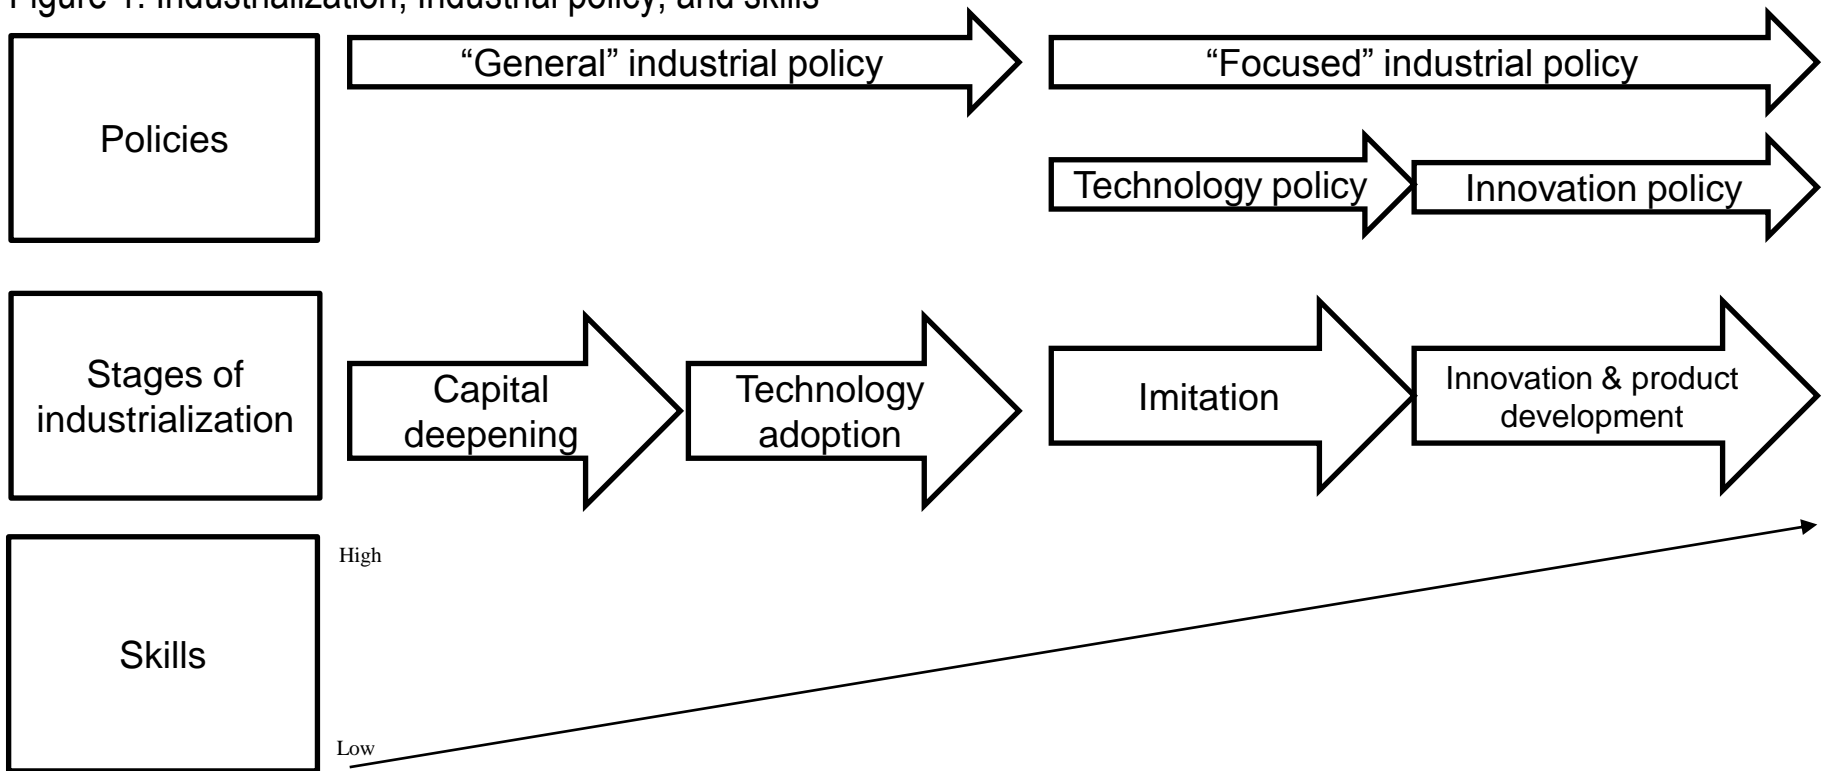 Figure 1: Industrialization, industrial policy, and skills
Policies
“General” industrial policy
“Focused” industrial policy
Technology policy
Innovation policy
Stages of
industrialization
Capital
deepening
Technology
adoption
Imitation
Innovation & product
development
Skills
High
Low